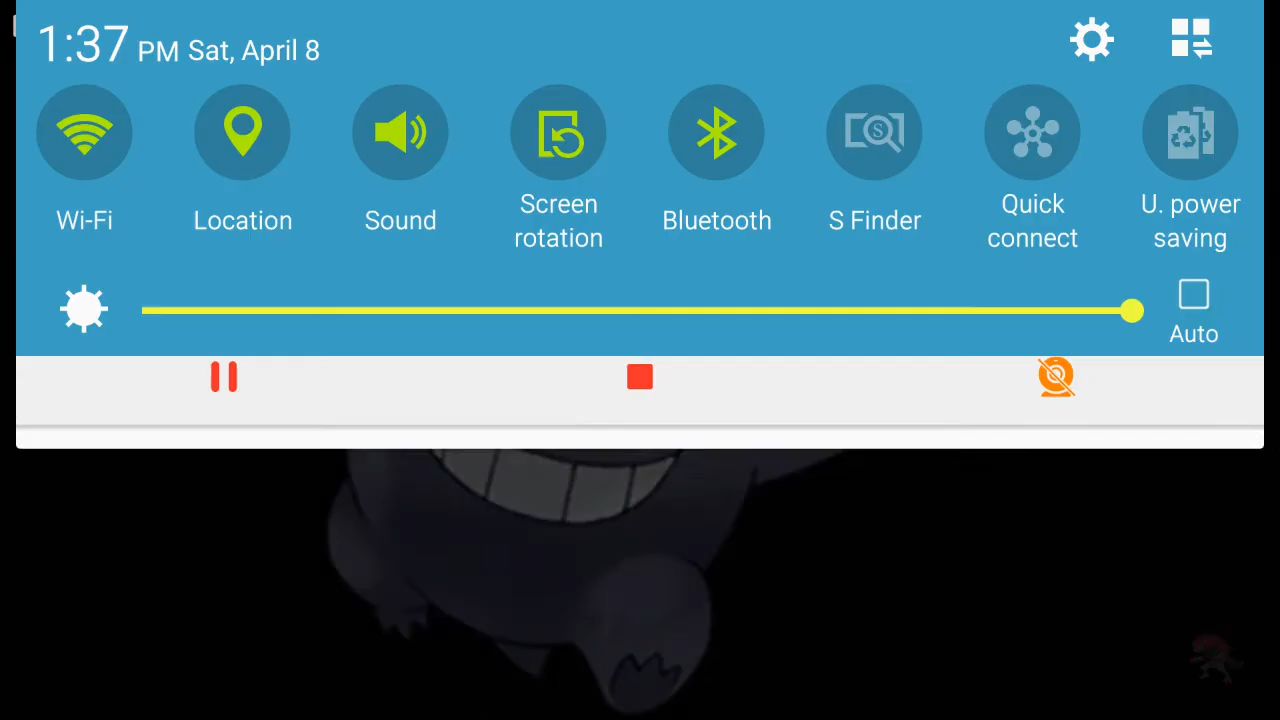 1:37 PM Sat, April 8
Wi-Fi
Location
Sound
Screen
rotation
Bluetooth
S Finder
Quick
connect
U. power
saving
Auto